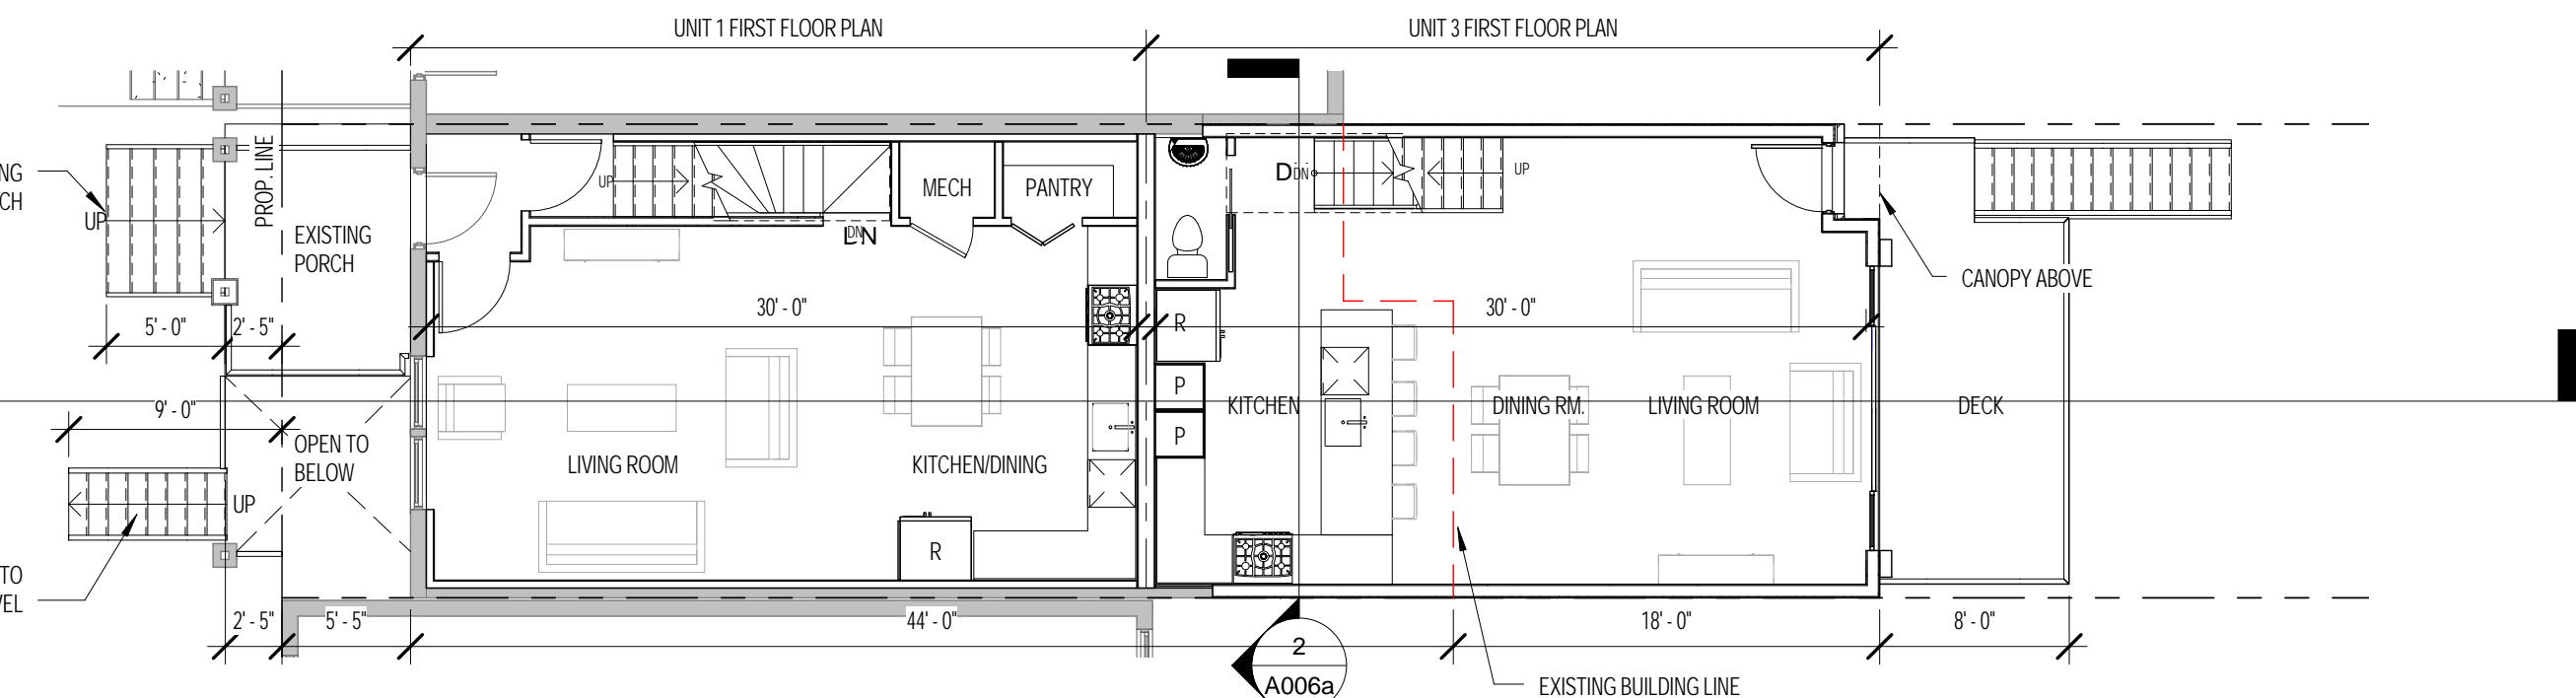 UNIT 1 FIRST FLOOR PLAN
UNIT 3 FIRST FLOOR PLAN
NG
CH
UP
PROP. LINE
EXISTING
PORCH
UP
MECH
PANTRY
DN
DN
UP
CANOPY ABOVE
5' - 0"
2' - 5"
30' - 0"
R
30' - 0"
9' - 0"
P
P
KITCHEN
DINING RM.
LIVING ROOM
DECK
OPEN TO
BELOW
UP
LIVING ROOM
KITCHEN/DINING
R
TO
VEL
2' - 5"
5' - 5"
44' - 0"
18' - 0"
8' - 0"
2
A006a
EXISTING BUILDING LINE